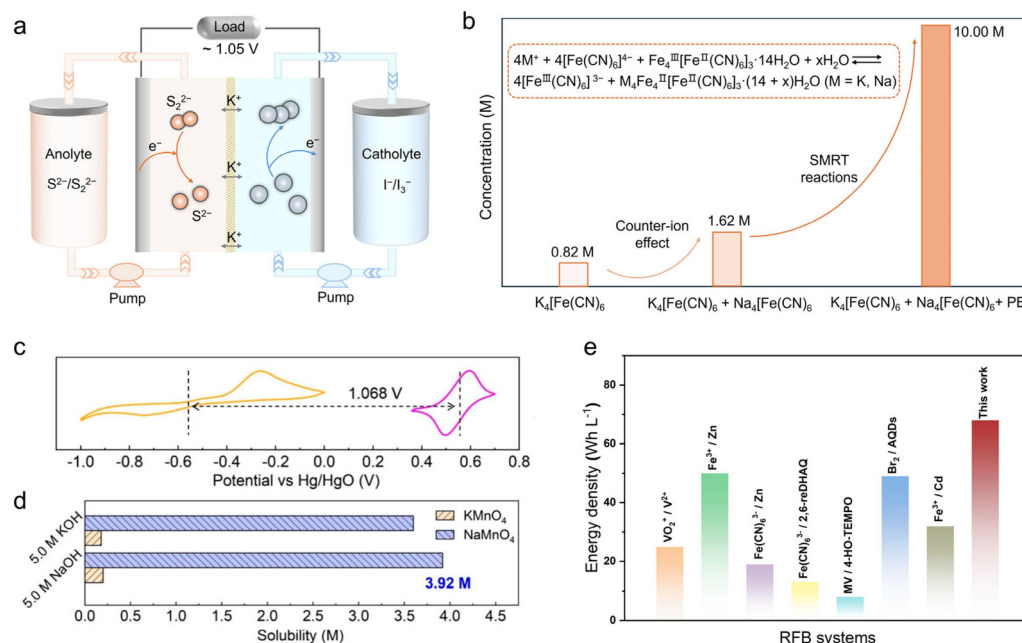 a
Load
~ 1.05 V
Anolyte
S²⁻/S₂²⁻
S₂²⁻
e⁻
S²⁻
K⁺
K⁺
K⁺
e⁻
Catholyte
I⁻/I₃⁻
Pump
Pump
b
Concentration (M)
4M⁺ + 4[Fe(CN)₆]⁴⁻ + Fe₄ᴵᴵᴵ[Feᴵᴵ(CN)₆]₃·14H₂O + xH₂O ⇌
4[Feᴵᴵᴵ(CN)₆]³⁻ + M₄Fe₄ᴵᴵ[Feᴵᴵ(CN)₆]₃·(14 + x)H₂O (M = K, Na)
10.00 M
SMRT
reactions
Counter-ion
effect
0.82 M
1.62 M
K₄[Fe(CN)₆
K₄[Fe(CN)₆ + Na₄[Fe(CN)₆
K₄[Fe(CN)₆ + Na₄[Fe(CN)₆+ PE
c
1.068 V
-1.0 -0.8 -0.6 -0.4 -0.2 0.0 0.2 0.4 0.6 0.8
Potential vs Hg/HgO (V)
d
5.0 M KOH
5.0 M NaOH
KMnO₄
NaMnO₄
3.92 M
0.0 0.5 1.0 1.5 2.0 2.5 3.0 3.5 4.0 4.5 5.0
Solubility (M)
e
Energy density (Wh L⁻¹)
80
60
40
20
0
VO₂⁺ / V²⁺
Fe³⁺ / Zn
Fe(CN)₆³⁻ / Zn
Fe(CN)₆³⁻ / 2,6-reDHAQ
MV / 4-HO-TEMPO
Br₂ / AQDs
Fe³⁺ / Cd
This work
RFB systems